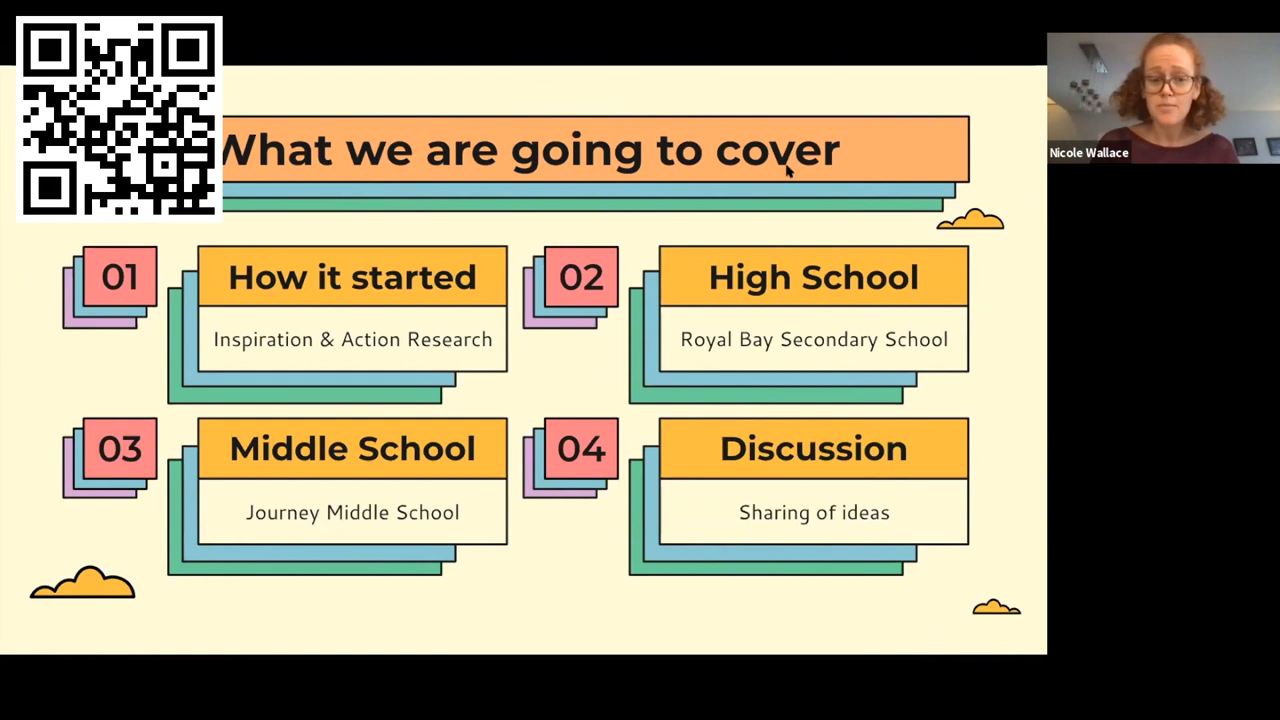 What we are going to cover
Nicole Wallace
01
How it started
Inspiration & Action Research
02
High School
Royal Bay Secondary School
03
Middle School
Journey Middle School
04
Discussion
Sharing of ideas